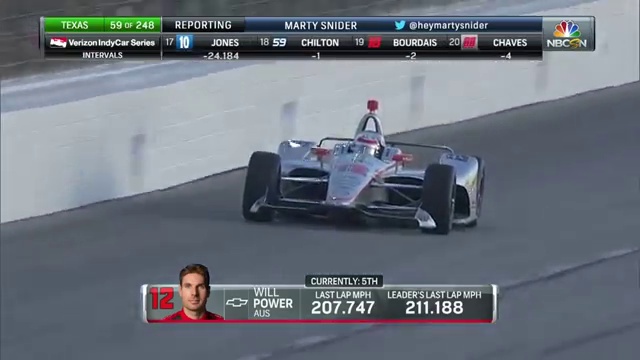 TEXAS 59 OF 248 REPORTING MARTY SNIDER @heymartysnider
Verizon IndyCar Series 17 10 JONES 18 59 CHILTON 19 18 BOURDAIS 20 88 CHAVES NBCSN
INTERVALS -24.184 -1 -2 -4
CURRENTLY: 5TH
12 WILL POWER AUS
LAST LAP MPH LEADER'S LAST LAP MPH
207.747 211.188